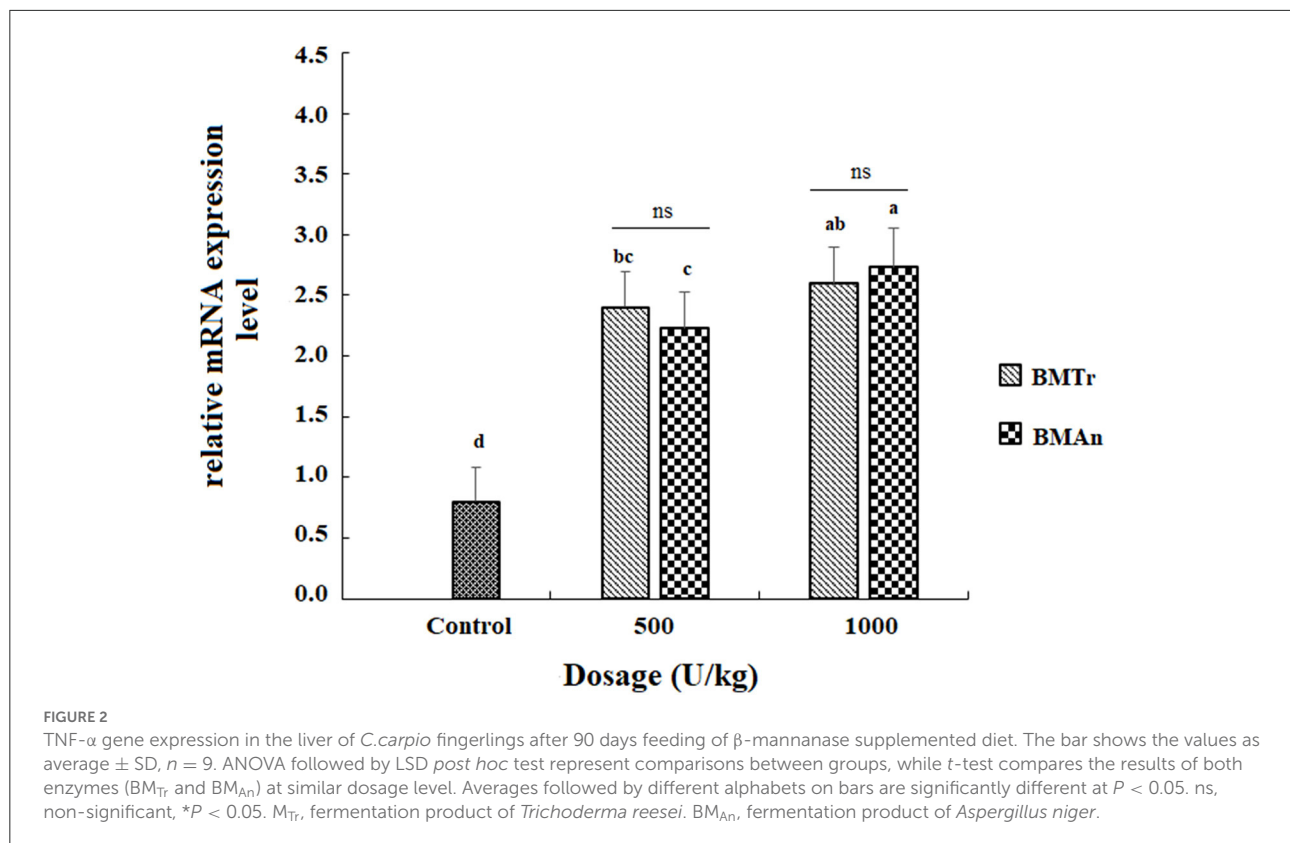 relative mRNA expression
level
4.5
4.0
3.5
3.0
2.5
2.0
1.5
1.0
0.5
0.0
d
ns
bc
c
ns
ab
a
BMTr
BMAn
Control
500
1000
Dosage (U/kg)
FIGURE 2
TNF-α gene expression in the liver of C.carpio fingerlings after 90 days feeding of β-mannanase supplemented diet. The bar shows the values as
average ± SD, n = 9. ANOVA followed by LSD post hoc test represent comparisons between groups, while t-test compares the results of both
enzymes (BMTr and BMAn) at similar dosage level. Averages followed by different alphabets on bars are significantly different at P < 0.05. ns,
non-significant, *P < 0.05. MTr, fermentation product of Trichoderma reesei. BMAn, fermentation product of Aspergillus niger.